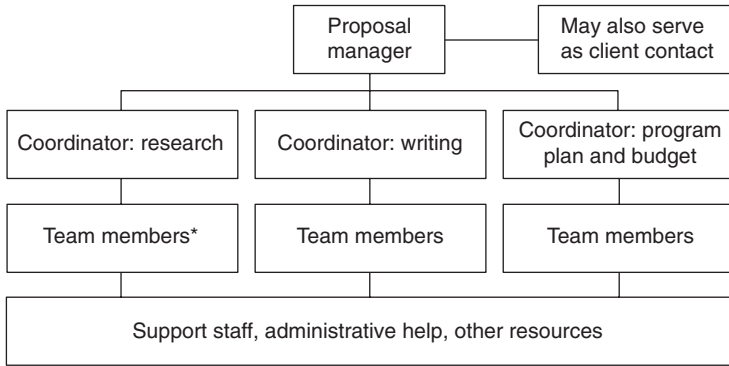 Proposal
manager
May also serve
as client contact
Coordinator: research
Coordinator: writing
Coordinator: program
plan and budget
Team members*
Team members
Team members
Support staff, administrative help, other resources